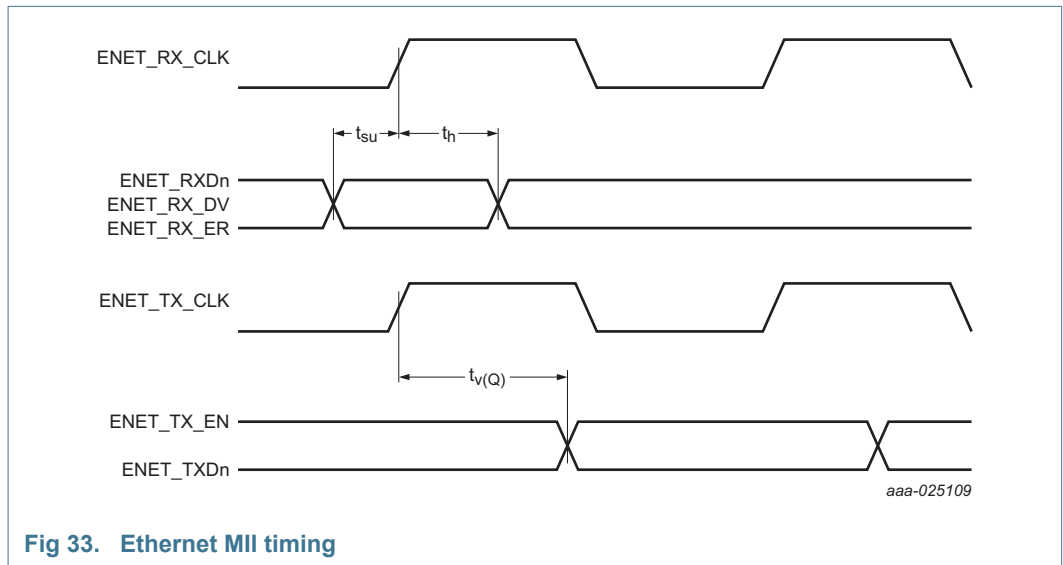 ENET_RX_CLK
tsu
th
ENET_RXDn
ENET_RX_DV
ENET_RX_ER
ENET_TX_CLK
tv(Q)
ENET_TX_EN
ENET_TXDn
aaa-025109
Fig 33. Ethernet MII timing